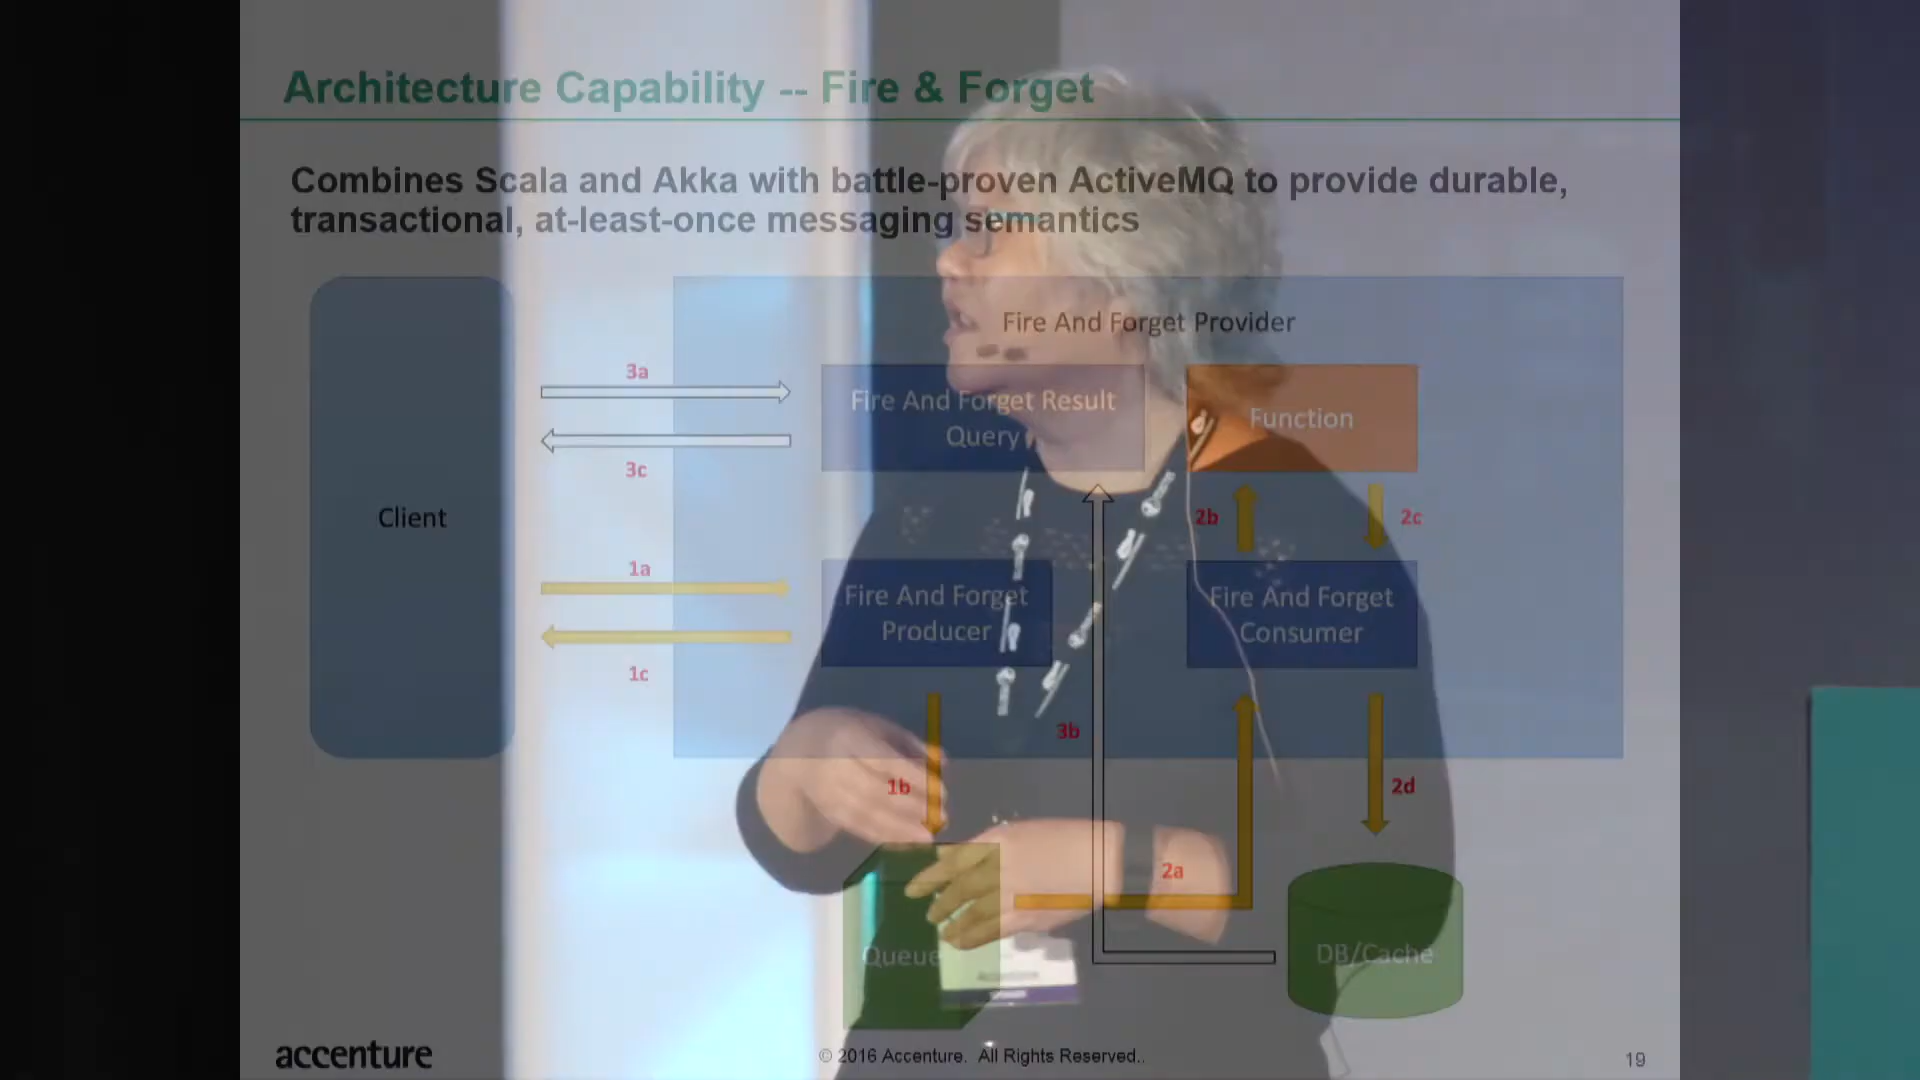 Architecture Capability -- Fire & Forget
Combines Scala and Akka with battle-proven ActiveMQ to provide durable,
transactional, at-least-once messaging semantics
Fire And Forget Provider
3a
Fire And Forget Result
Query
Function
3c
Client
2b
2c
1a
Fire And Forget
Producer
Fire And Forget
Consumer
1c
3b
1b
2d
2a
Queue
DB/Cache
accenture
© 2016 Accenture. All Rights Reserved..
19